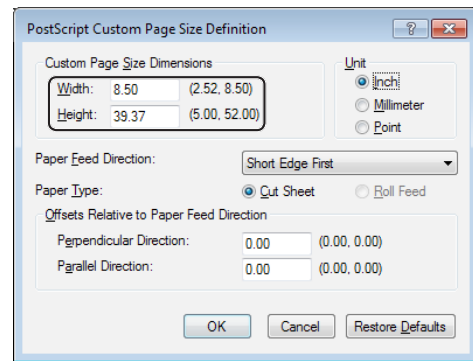 PostScript Custom Page Size Definition
Custom Page Size Dimensions
Width: 8.50 (2.52, 8.50)
Height: 39.37 (5.00, 52.00)
Unit
Inch
Millimeter
Point
Paper Feed Direction: Short Edge First
Paper Type: Cut Sheet Roll Feed
Offsets Relative to Paper Feed Direction
Perpendicular Direction: 0.00 (0.00, 0.00)
Parallel Direction: 0.00 (0.00, 0.00)
OK Cancel Restore Defaults